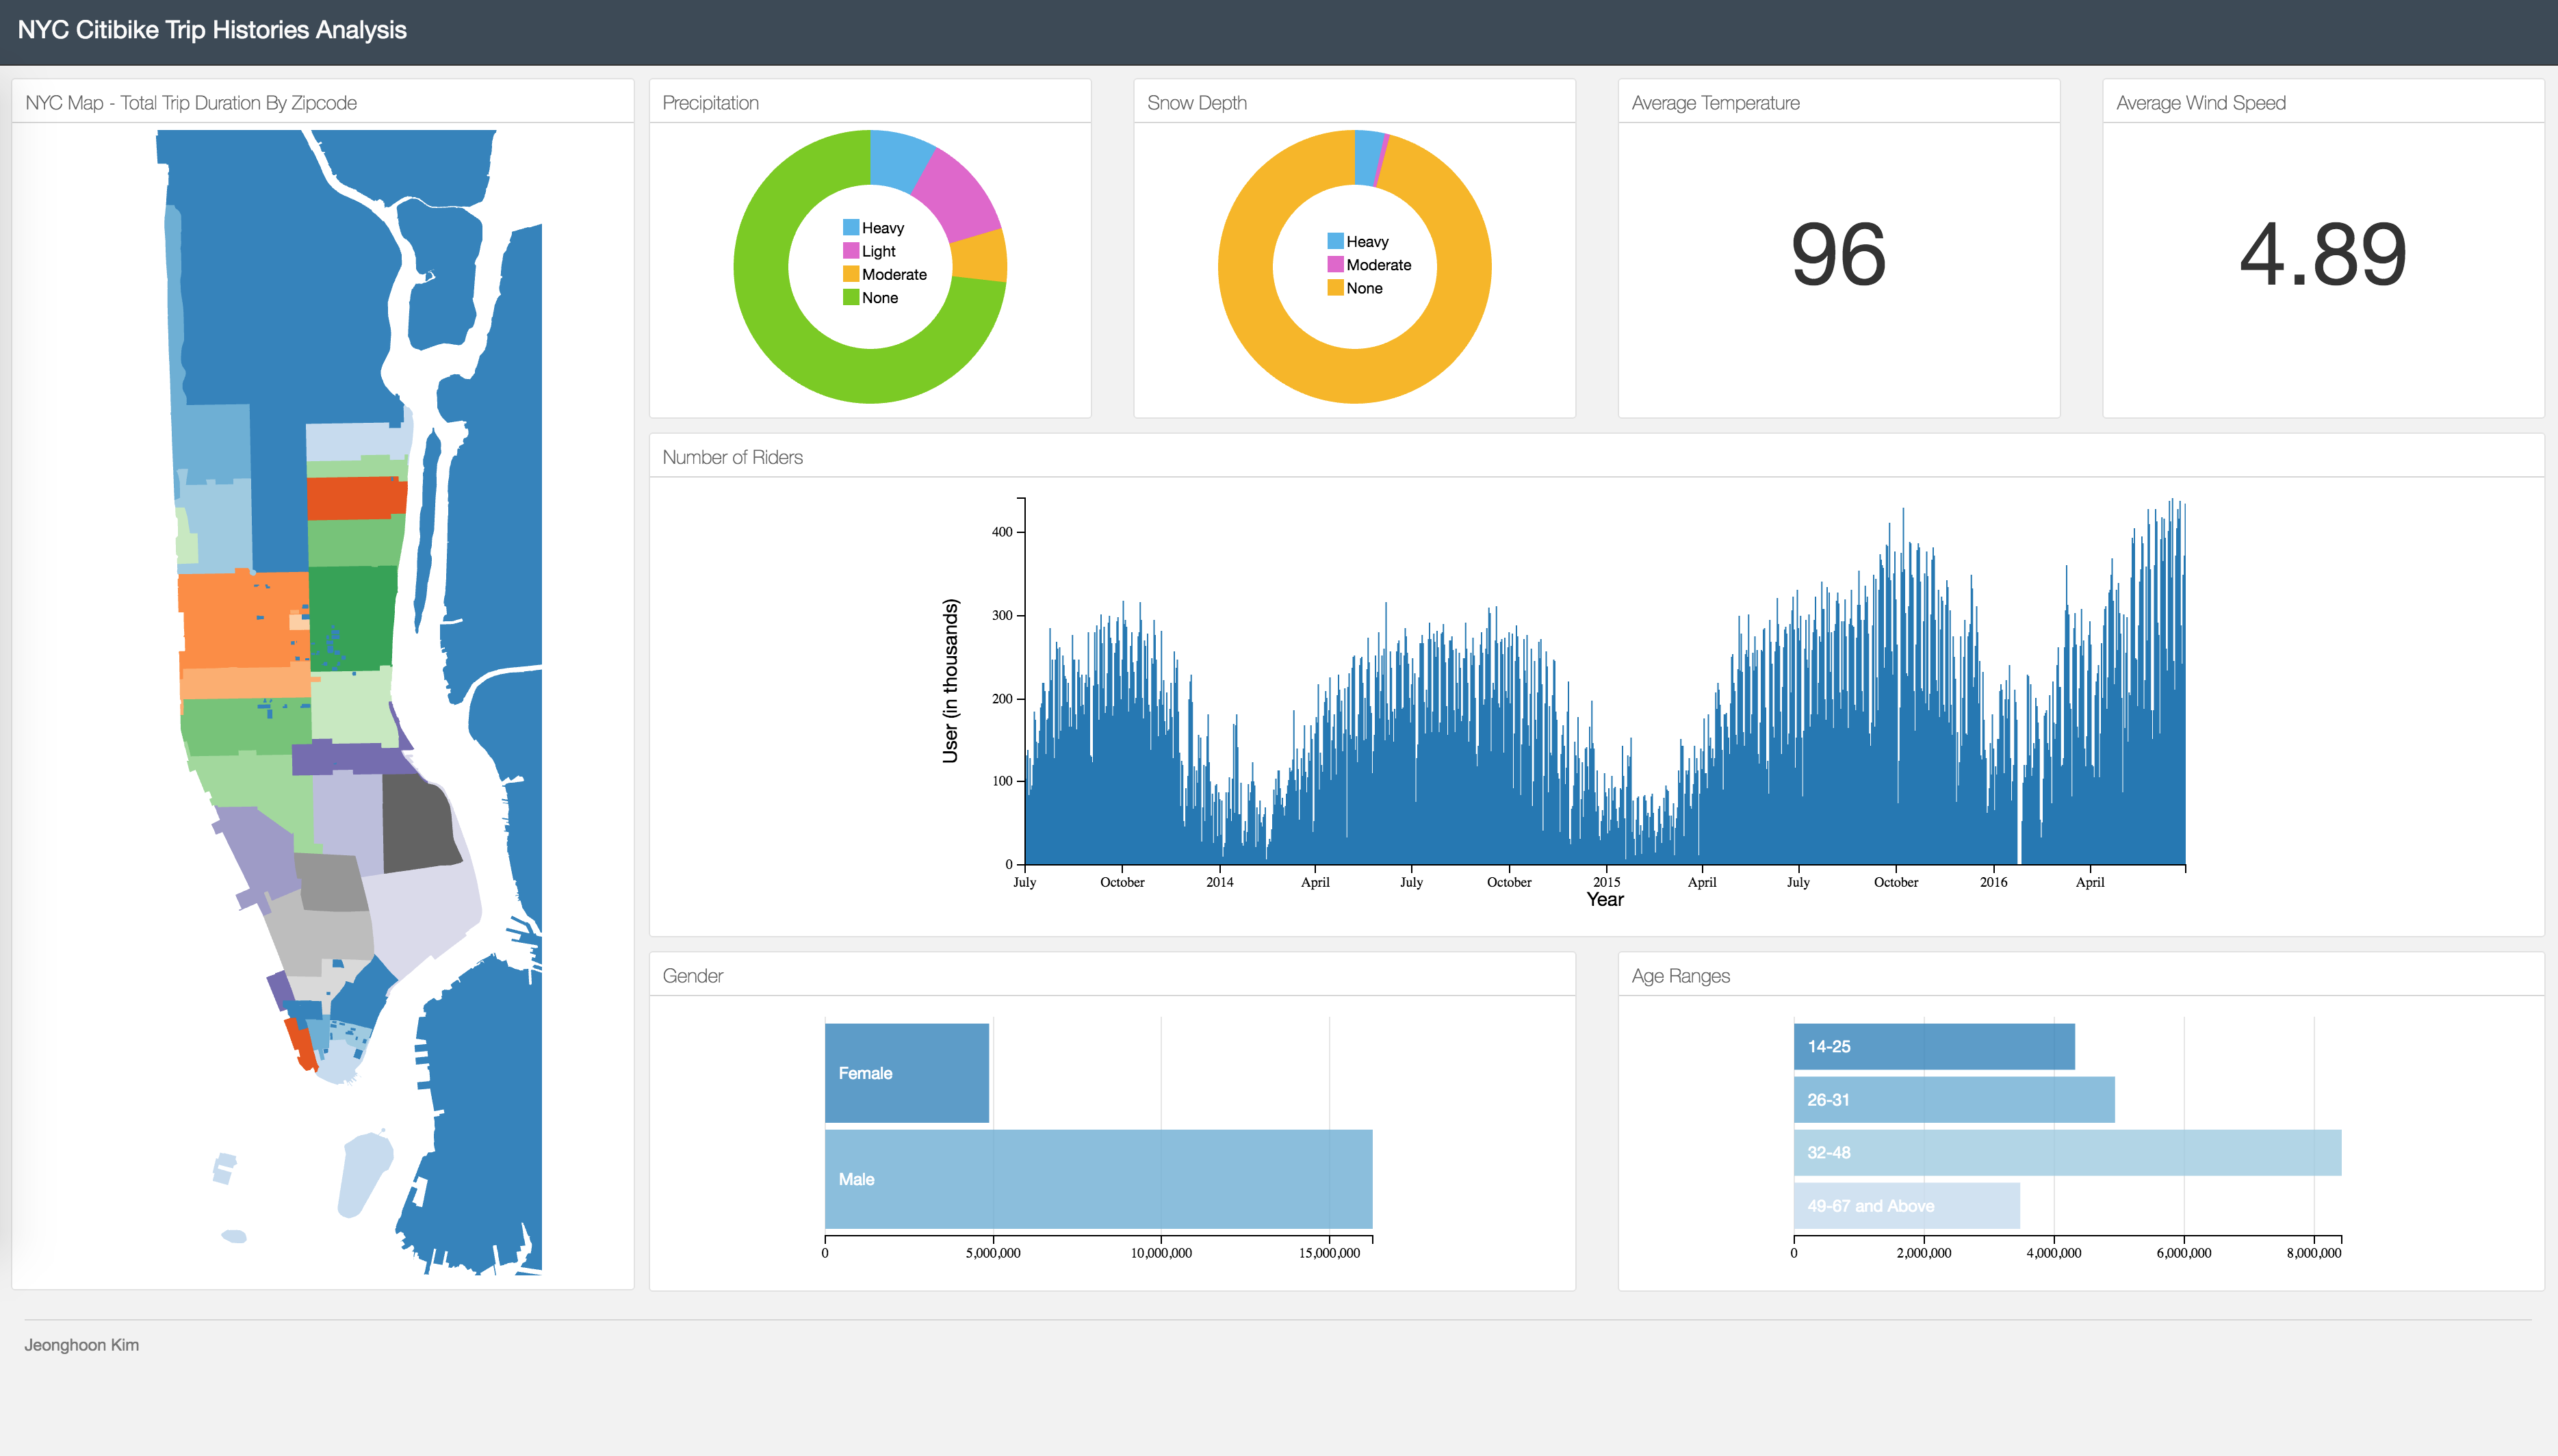 NYC Citibike Trip Histories Analysis
NYC Map - Total Trip Duration By Zipcode
Precipitation
Heavy
Light
Moderate
None
Snow Depth
Heavy
Moderate
None
Average Temperature
96
Average Wind Speed
4.89
Number of Riders
User (in thousands)
400
300
200
100
0
July October 2014 April July October 2015 April July October 2016 April
Year
Gender
Female
Male
0 5,000,000 10,000,000 15,000,000
Age Ranges
14-25
26-31
32-48
49-67 and Above
0 2,000,000 4,000,000 6,000,000 8,000,000
Jeonghoon Kim